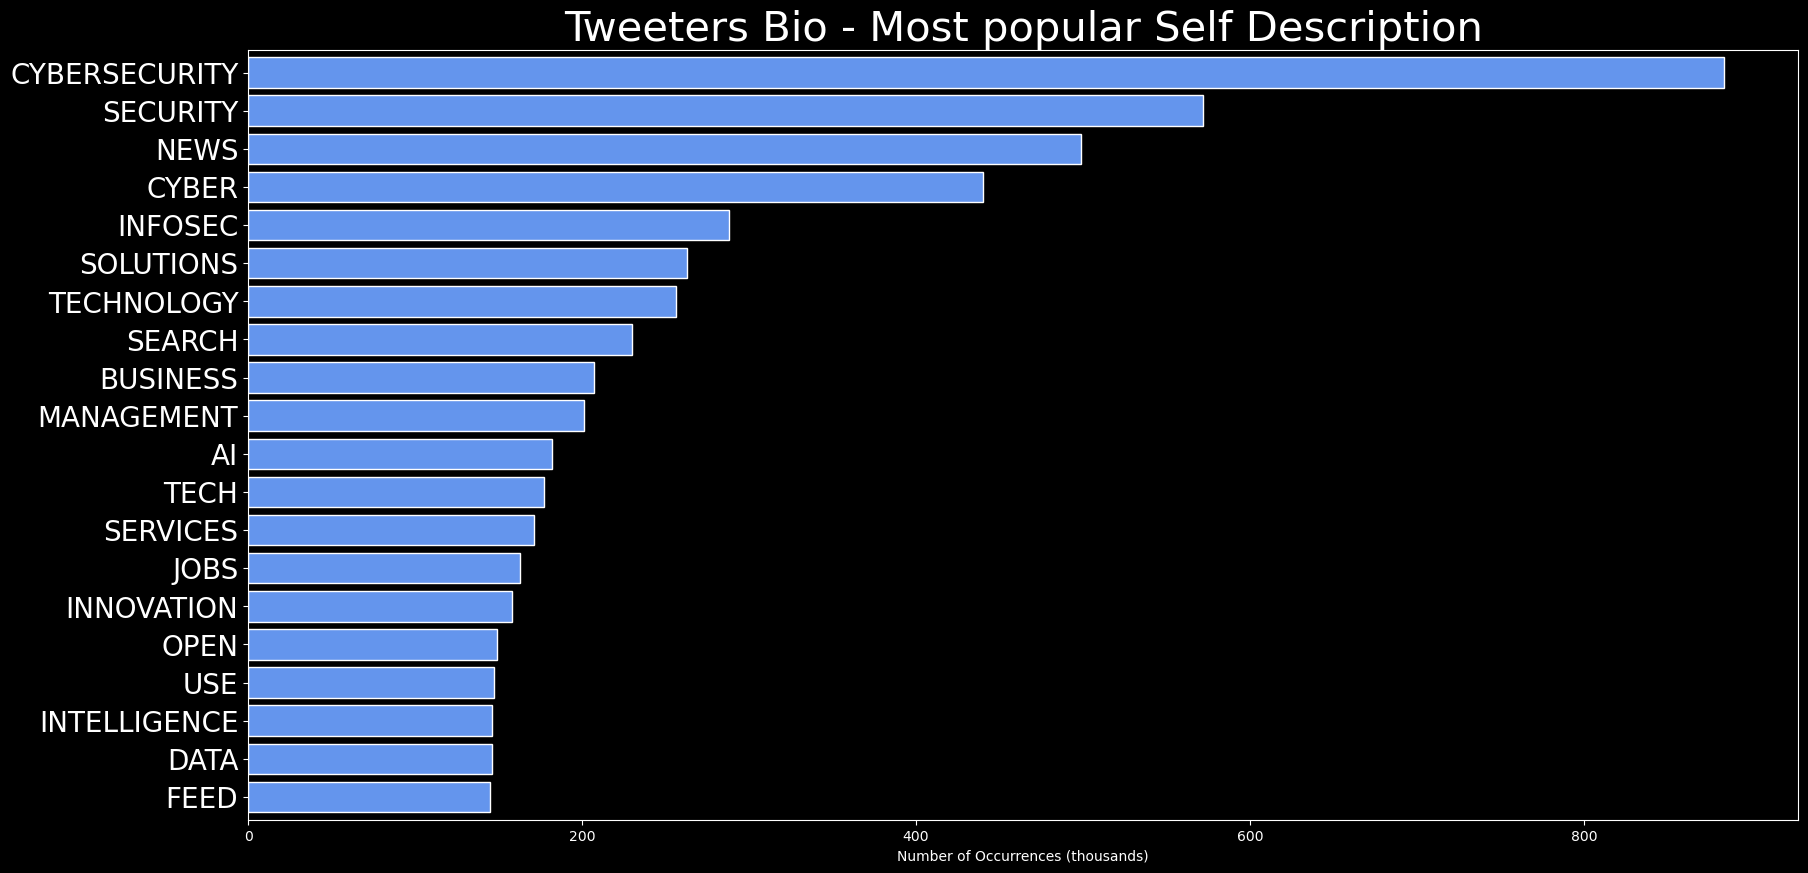 Tweeters Bio - Most popular Self Description
CYBERSECURITY
SECURITY
NEWS
CYBER
INFOSEC
SOLUTIONS
TECHNOLOGY
SEARCH
BUSINESS
MANAGEMENT
AI
TECH
SERVICES
JOBS
INNOVATION
OPEN
USE
INTELLIGENCE
DATA
FEED
0 200 400 600 800
Number of Occurrences (thousands)